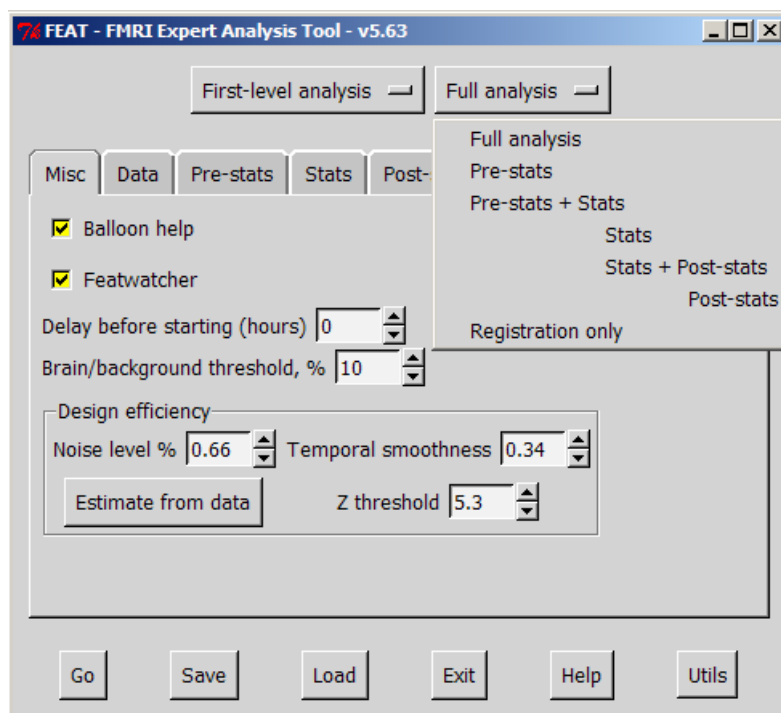 FEAT - FMRI Expert Analysis Tool - v5.63
First-level analysis Full analysis
Full analysis
Pre-stats
Pre-stats + Stats
Stats
Stats + Post-stats
Post-stats
Registration only
Misc Data Pre-stats Stats Post-
Balloon help
Featwatcher
Delay before starting (hours) 0
Brain/background threshold, % 10
Design efficiency
Noise level % 0.66 Temporal smoothness 0.34
Estimate from data Z threshold 5.3
Go Save Load Exit Help Utils